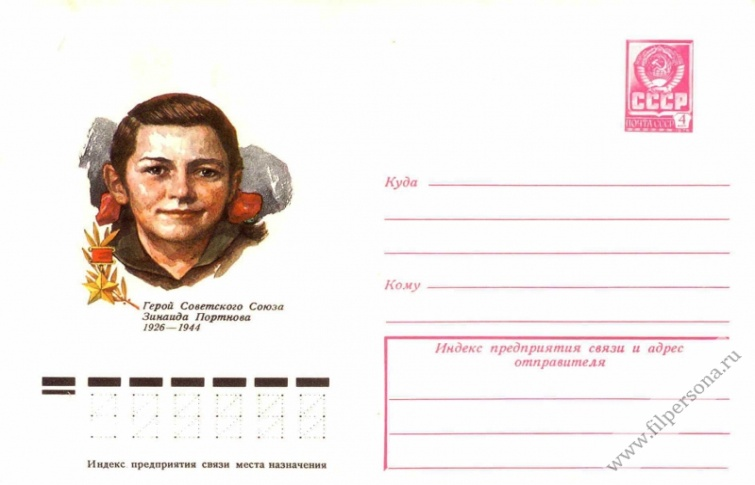 СССР
ПОЧТА СССР 4
Куда
Кому
Герой Советского Союза
Зинаида Портнова
1926—1944
Индекс предприятия связи и адрес
отправителя
Индекс предприятия связи места назначения
www.filpersona.ru